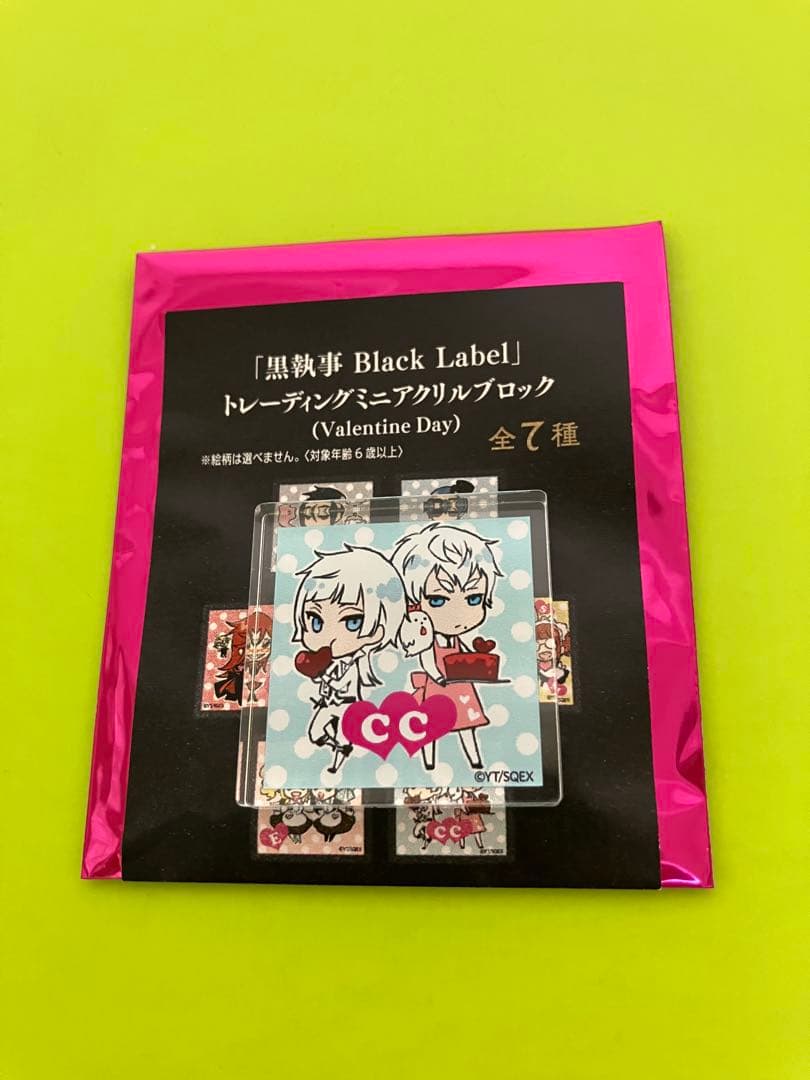 「黒執事 Black Label」
トレーディングミニアクリルブロック
(Valentine Day)
全7種
※絵柄は選べません。〈対象年齢6歳以上〉
S
CC
©YT/SQEX
E
CC